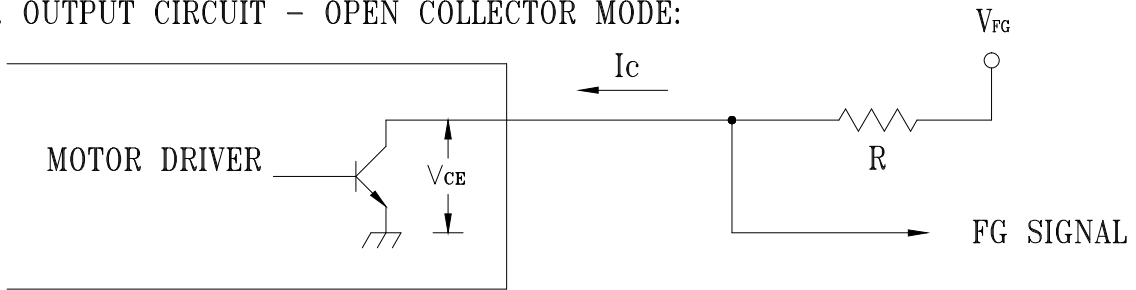 . OUTPUT CIRCUIT – OPEN COLLECTOR MODE:
VFG
Ic
MOTOR DRIVER
VCE
R
FG SIGNAL